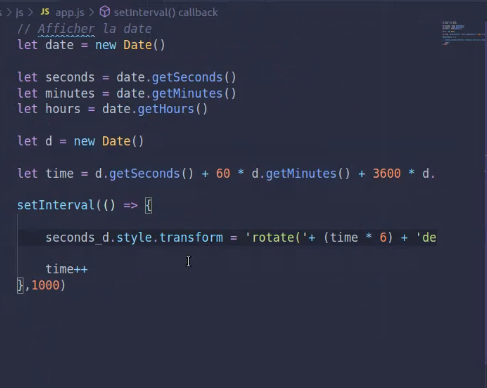 s > js > JS app.js > setInterval() callback
// Afficher la date
let date = new Date()
let seconds = date.getSeconds()
let minutes = date.getMinutes()
let hours = date.getHours()
let d = new Date()
let time = d.getSeconds() + 60 * d.getMinutes() + 3600 * d.
setInterval(() => {
seconds_d.style.transform = 'rotate('+ (time * 6) + 'de
time++
},1000)